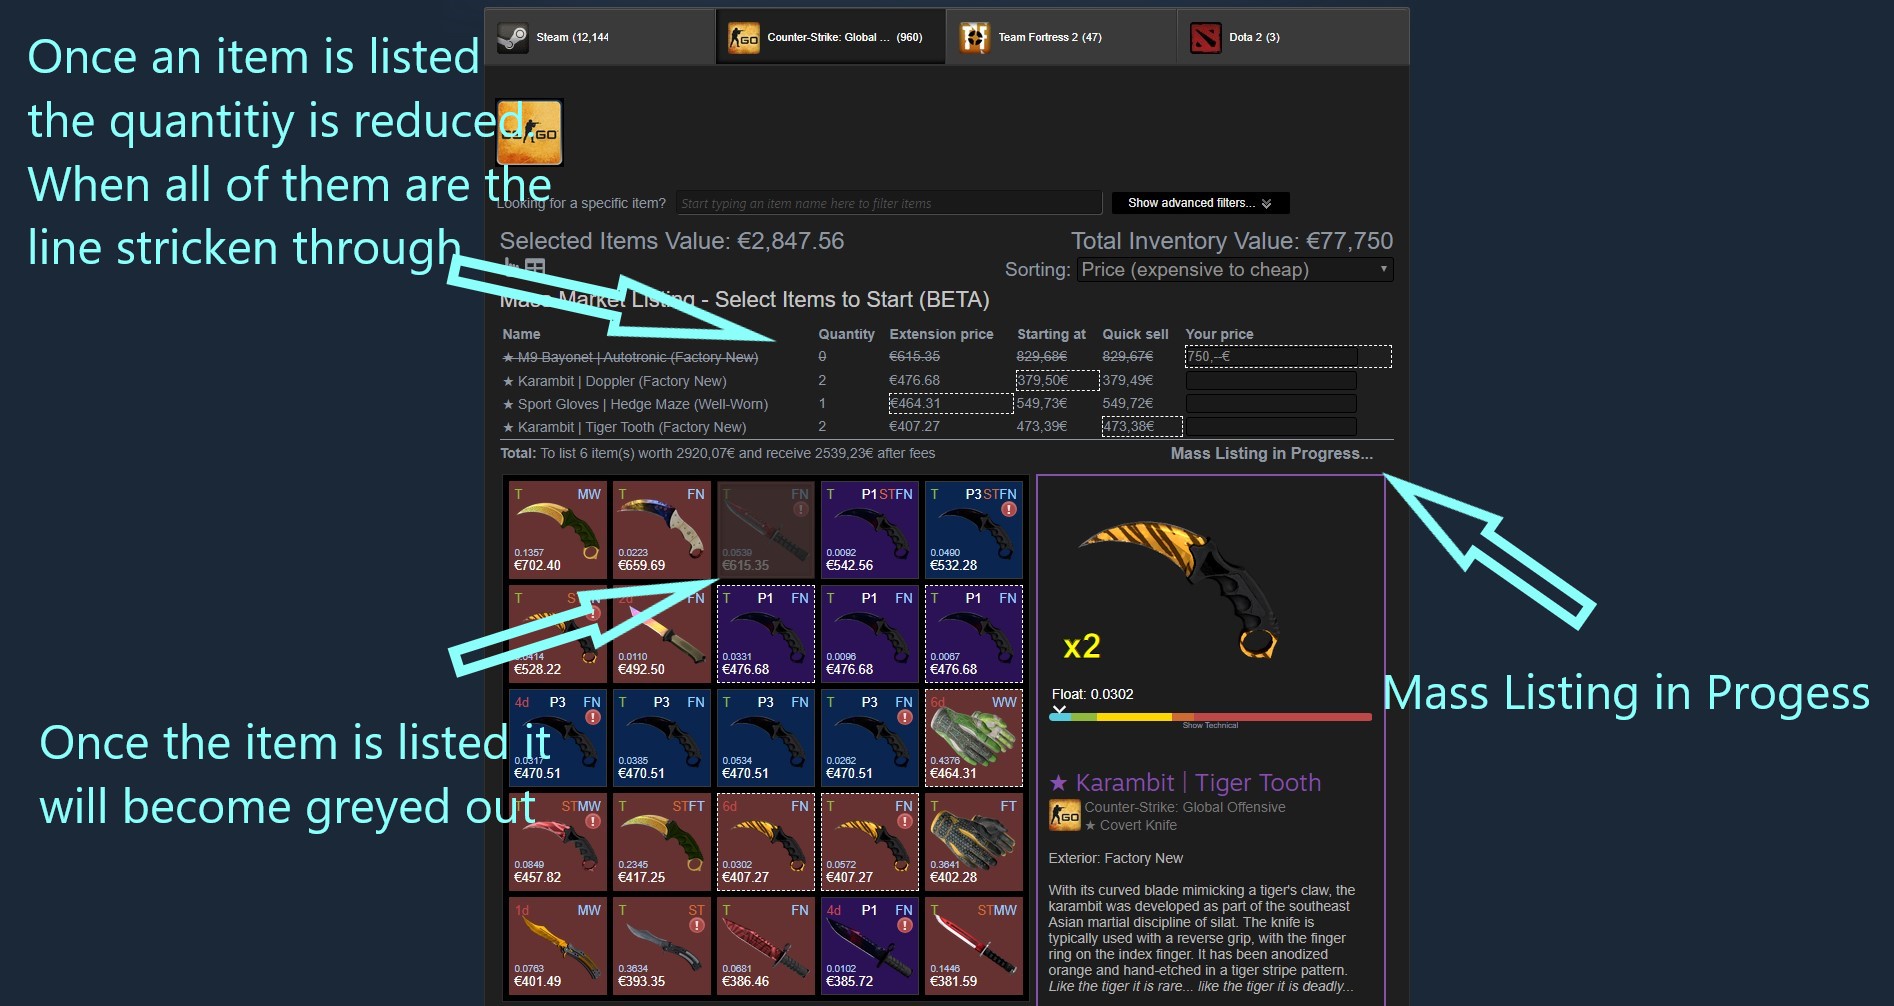 Steam (12,144
Counter-Strike: Global ... (960)
Team Fortress 2 (47)
Dota 2 (3)
Once an item is listed
the quantitiy is reduced.
When all of them are the
line stricken through
GO
Looking for a specific item?
Start typing an item name here to filter items
Show advanced filters...
Selected Items Value: €2,847.56
Total Inventory Value: €77,750
Sorting: Price (expensive to cheap)
Mass Market Listing - Select Items to Start (BETA)
Name Quantity Extension price Starting at Quick sell Your price
★ M9 Bayonet | Autotronic (Factory New) 0 €615.35 829,68€ 829,67€ 750,--€
★ Karambit | Doppler (Factory New) 2 €476.68 379,50€ 379,49€
★ Sport Gloves | Hedge Maze (Well-Worn) 1 €464.31 549,73€ 549,72€
★ Karambit | Tiger Tooth (Factory New) 2 €407.27 473,39€ 473,38€
Total: To list 6 item(s) worth 2920,07€ and receive 2539,23€ after fees
Mass Listing in Progress...
T MW
0.1357
€702.40
T FN
0.0223
€659.69
T FN
0.0539
€615.35
T P1 STFN
0.0092
€542.56
T P3 STFN
0.0490
€532.28
T
0.0414
€528.22
FN
0.0110
€492.50
T P1 FN
0.0331
€476.68
T P1 FN
0.0096
€476.68
T P1 FN
0.0067
€476.68
4d P3 FN
0.0317
€470.51
T P3 FN
0.0385
€470.51
T P3 FN
0.0534
€470.51
T P3 FN
0.0262
€470.51
6d WW
0.4376
€464.31
T STMW
0.0849
€457.82
T STFT
0.2345
€417.25
6d FN
0.0302
€407.27
T FN
0.0572
€407.27
T FT
0.3641
€402.28
1d MW
0.0763
€401.49
T ST
0.3634
€393.35
T FN
0.0681
€386.46
4d P1 FN
0.0102
€385.72
T STMW
0.1446
€381.59
Once the item is listed it
will become greyed out
x2
Float: 0.0302
Show Technical
Mass Listing in Progess
★ Karambit | Tiger Tooth
GO
Counter-Strike: Global Offensive
★ Covert Knife
Exterior: Factory New
With its curved blade mimicking a tiger's claw, the
karambit was developed as part of the southeast
Asian martial discipline of silat. The knife is
typically used with a reverse grip, with the finger
ring on the index finger. It has been anodized
orange and hand-etched in a tiger stripe pattern.
Like the tiger it is rare... like the tiger it is deadly...